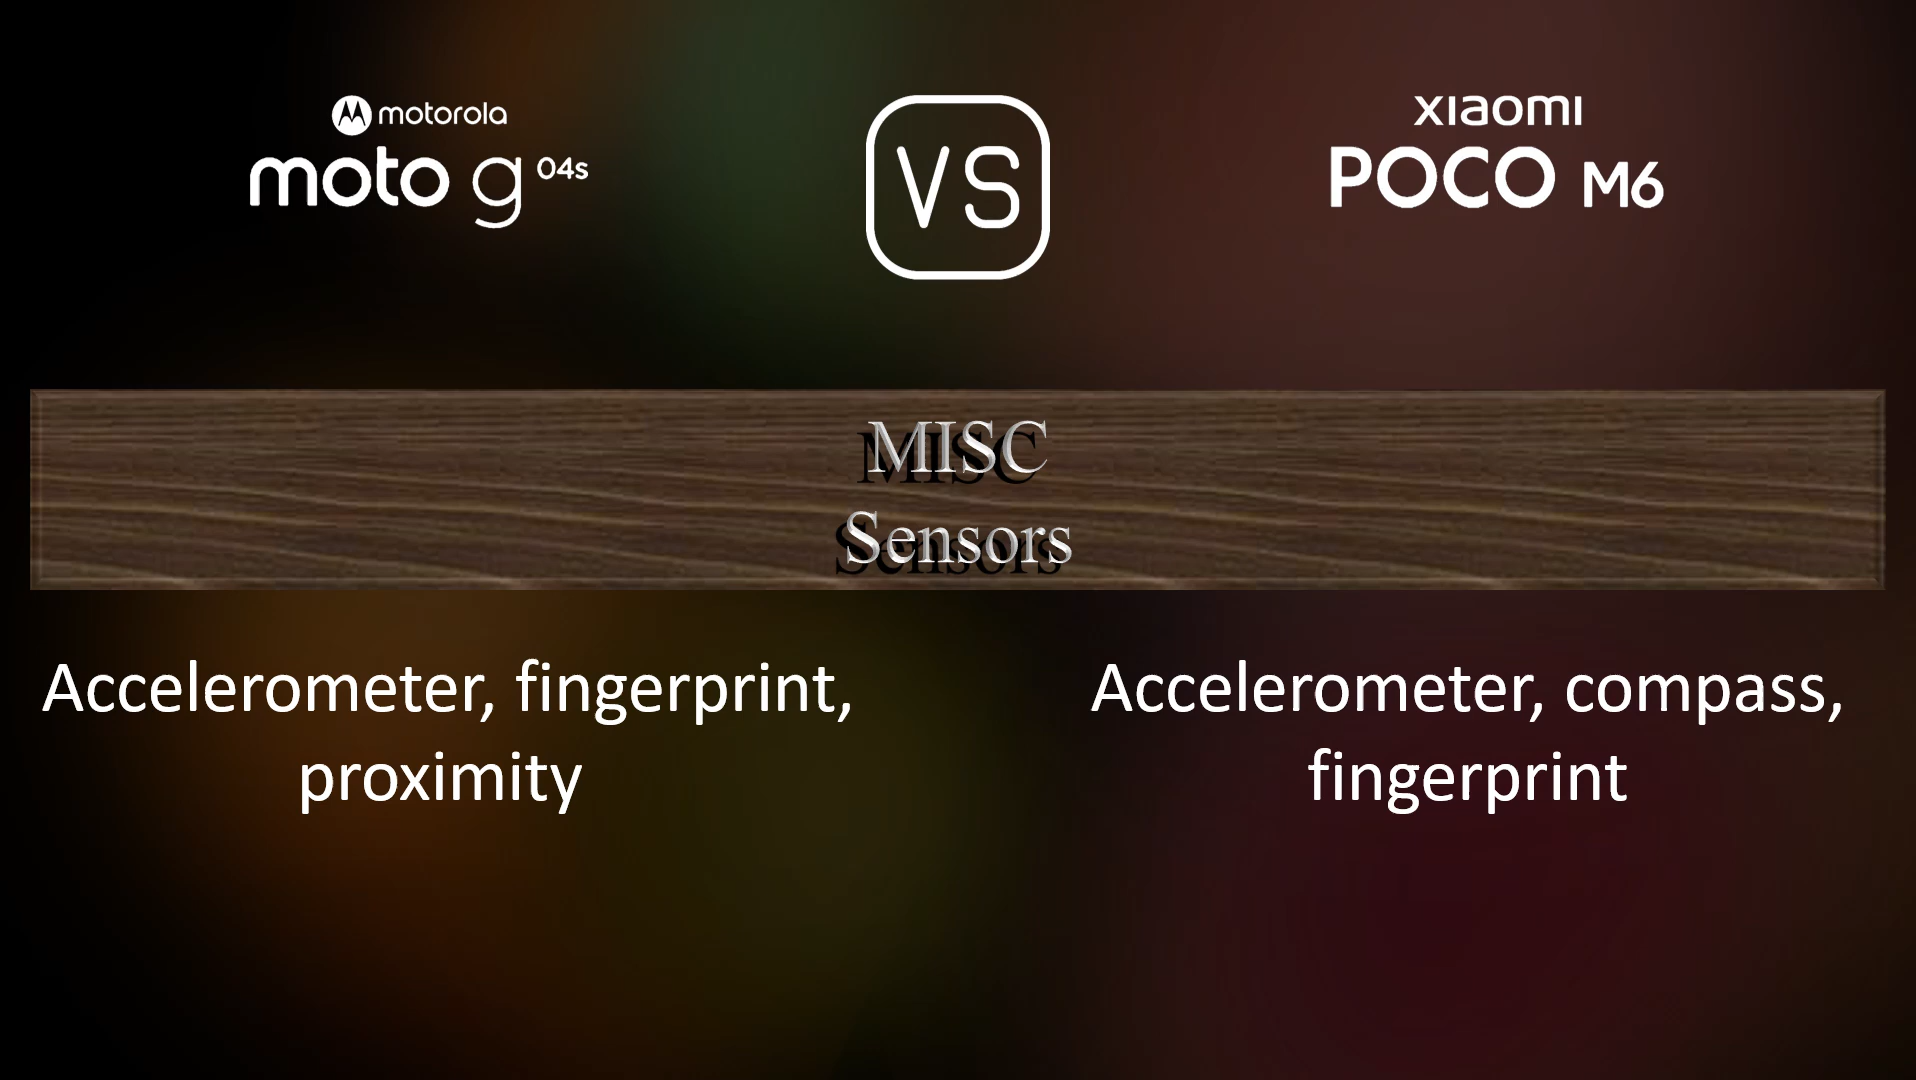 motorola
moto g 04s
VS
xiaomi
POCO M6
MISC
Sensors
Accelerometer, fingerprint,
proximity
Accelerometer, compass,
fingerprint